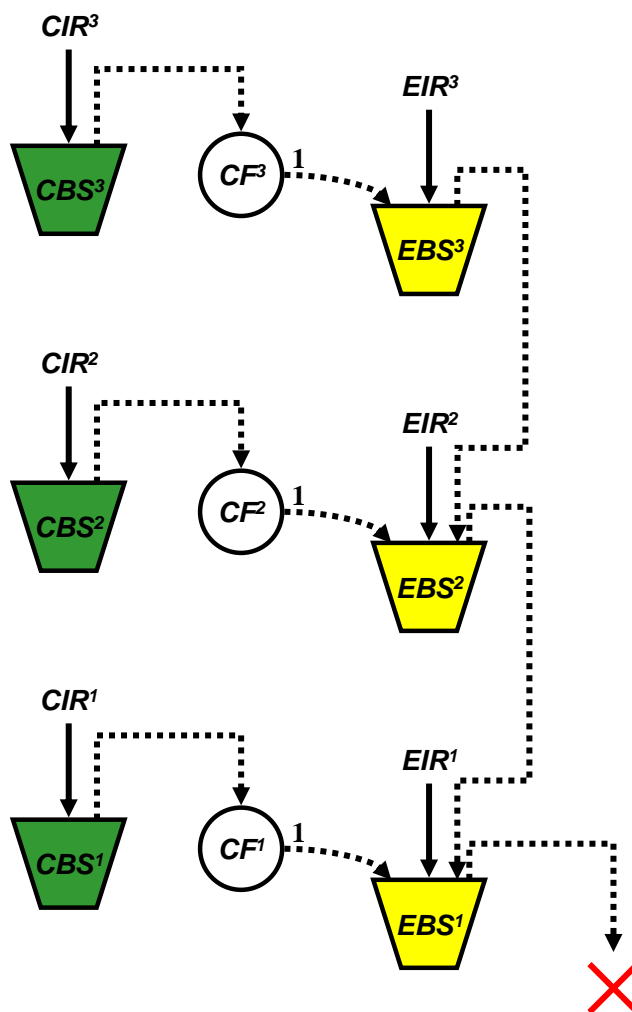 CIR³
EIR³
CBS³
CF³
1
EBS³
CIR²
EIR²
CBS²
CF²
1
EBS²
CIR¹
EIR¹
CBS¹
CF¹
1
EBS¹